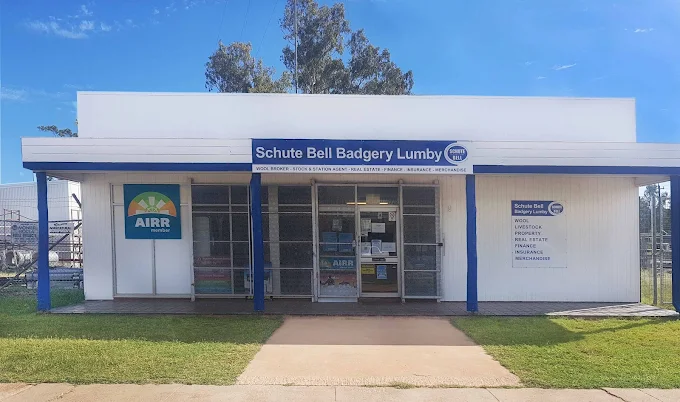 Schute Bell Badgery Lumby
SCHUTE BELL
WOOL BROKER - STOCK & STATION AGENT - REAL ESTATE - FINANCE - INSURANCE - MERCHANDISE
AIRR
member
Schute Bell
Badgery Lumby
WOOL
LIVESTOCK
PROPERTY
REAL ESTATE
FINANCE
INSURANCE
MERCHANDISE
AIRR